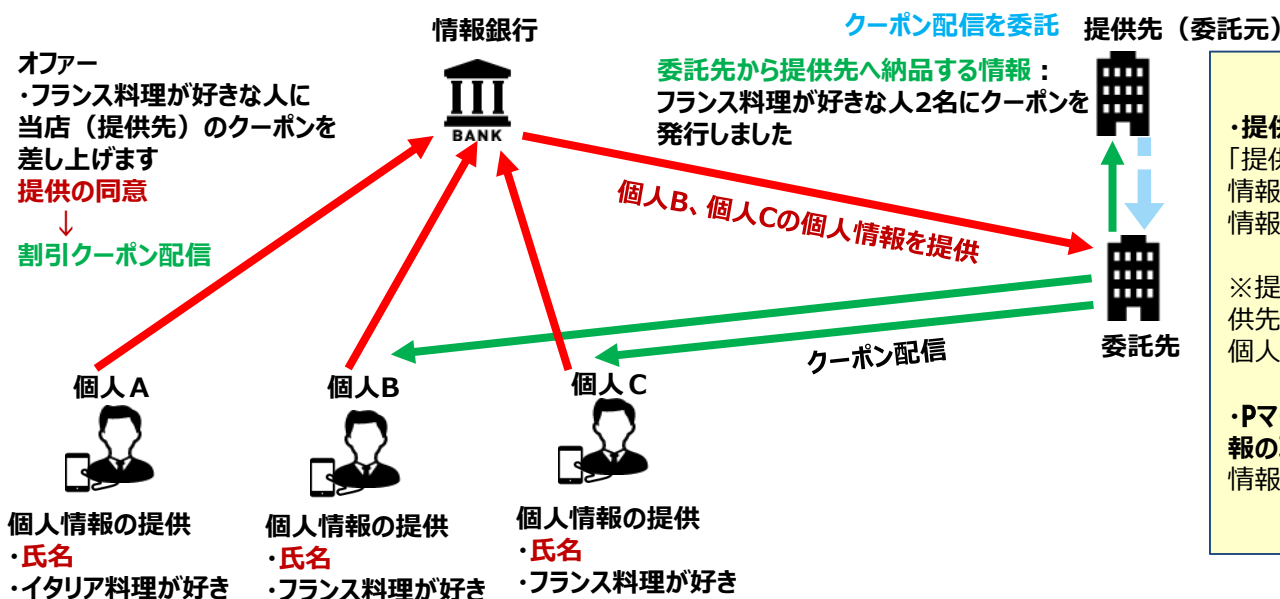 情報銀行
クーポン配信を委託
提供先（委託元）
オファー
・フランス料理が好きな人に
当店（提供先）のクーポンを
差し上げます
提供の同意
↓
割引クーポン配信
BANK
委託先から提供先へ納品する情報：
フランス料理が好きな人2名にクーポンを
発行しました
個人B、個人Cの個人情報を提供
クーポン配信
委託先
個人A
個人B
個人C
個人情報の提供
・氏名
・イタリア料理が好き
個人情報の提供
・氏名
・フランス料理が好き
個人情報の提供
・氏名
・フランス料理が好き
・提供
「提供
情報
情報
※提
供先
個人
・Pマ
報の
情報